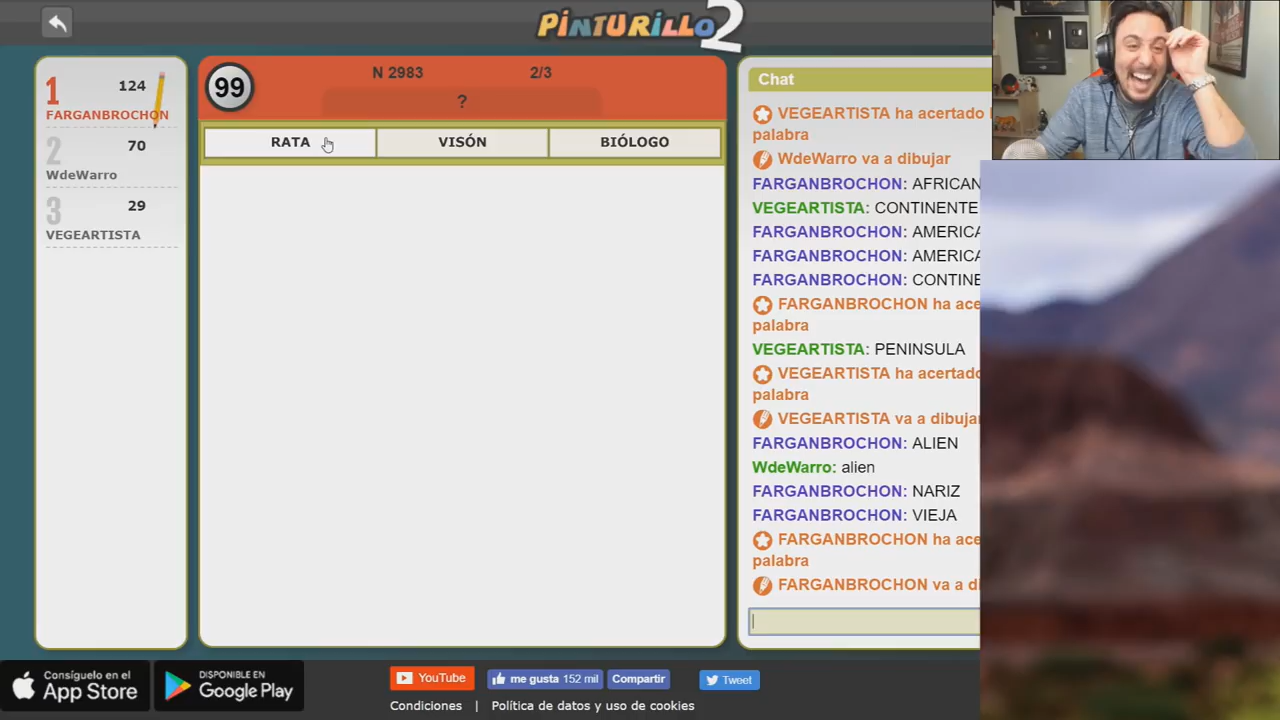 PINTURILLO 2
1
124
FARGANBROCHON
2
70
WdeWarro
3
29
VEGEARTISTA
99
N 2983
2/3
?
RATA
VISÓN
BIÓLOGO
Chat
VEGEARTISTA ha acertado
palabra
WdeWarro va a dibujar
FARGANBROCHON: AFRICAN
VEGEARTISTA: CONTINENTE
FARGANBROCHON: AMERICA
FARGANBROCHON: AMERICA
FARGANBROCHON: CONTINE
FARGANBROCHON ha ace
palabra
VEGEARTISTA: PENINSULA
VEGEARTISTA ha acertado
palabra
VEGEARTISTA va a dibujar
FARGANBROCHON: ALIEN
WdeWarro: alien
FARGANBROCHON: NARIZ
FARGANBROCHON: VIEJA
FARGANBROCHON ha ace
palabra
FARGANBROCHON va a di
Consíguelo en el
App Store
DISPONIBLE EN
Google Play
YouTube
me gusta 152 mil
Compartir
Tweet
Condiciones
Política de datos y uso de cookies